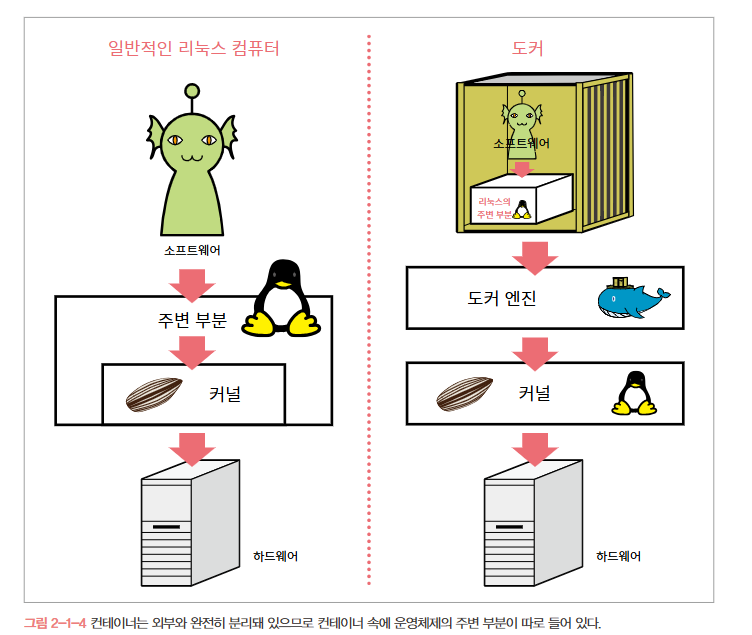 일반적인 리눅스 컴퓨터
소프트웨어
주변 부분
커널
하드웨어
도커
소프트웨어
리눅스의
주변 부분
도커 엔진
커널
하드웨어
그림 2-1-4 컨테이너는 외부와 완전히 분리돼 있으므로 컨테이너 속에 운영체제의 주변 부분이 따로 들어 있다.